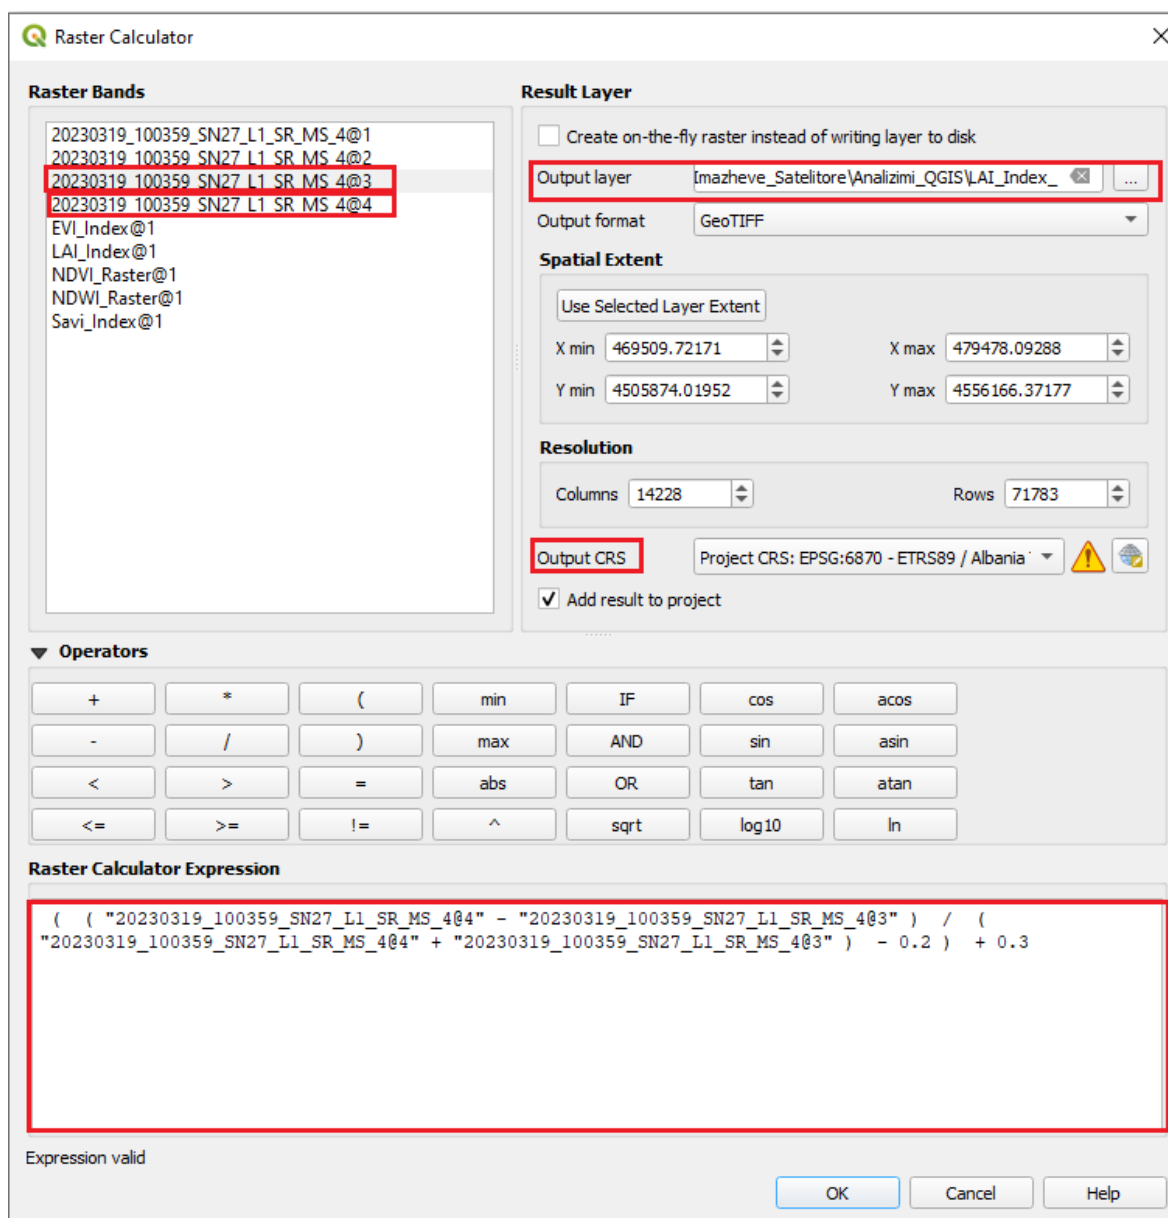 Raster Calculator
Raster Bands
20230319_100359_SN27_L1_SR_MS_4@1
20230319_100359_SN27_L1_SR_MS_4@2
20230319_100359_SN27_L1_SR_MS_4@3
20230319_100359_SN27_L1_SR_MS_4@4
EVI_Index@1
LAI_Index@1
NDVI_Raster@1
NDWI_Raster@1
Savi_Index@1
Result Layer
Create on-the-fly raster instead of writing layer to disk
Output layer Imazheve_Satelitore\Analizimi_QGIS\LAI_Index_ ...
Output format GeoTIFF
Spatial Extent
Use Selected Layer Extent
X min 469509.72171 X max 479478.09288
Y min 4505874.01952 Y max 4556166.37177
Resolution
Columns 14228 Rows 71783
Output CRS Project CRS: EPSG:6870 - ETRS89 / Albania
Add result to project
Operators
+ * ( min IF cos acos
- / ) max AND sin asin
< > = abs OR tan atan
<= >= != ^ sqrt log10 ln
Raster Calculator Expression
( ( "20230319_100359_SN27_L1_SR_MS_4@4" - "20230319_100359_SN27_L1_SR_MS_4@3" ) / (
"20230319_100359_SN27_L1_SR_MS_4@4" + "20230319_100359_SN27_L1_SR_MS_4@3" ) - 0.2 ) + 0.3
Expression valid
OK Cancel Help